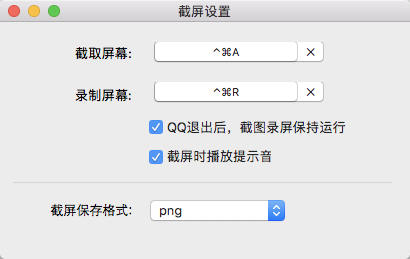 截屏设置
截取屏幕: ^⌘A ×
录制屏幕: ^⌘R ×
QQ退出后，截图录屏保持运行
截屏时播放提示音
截屏保存格式: png